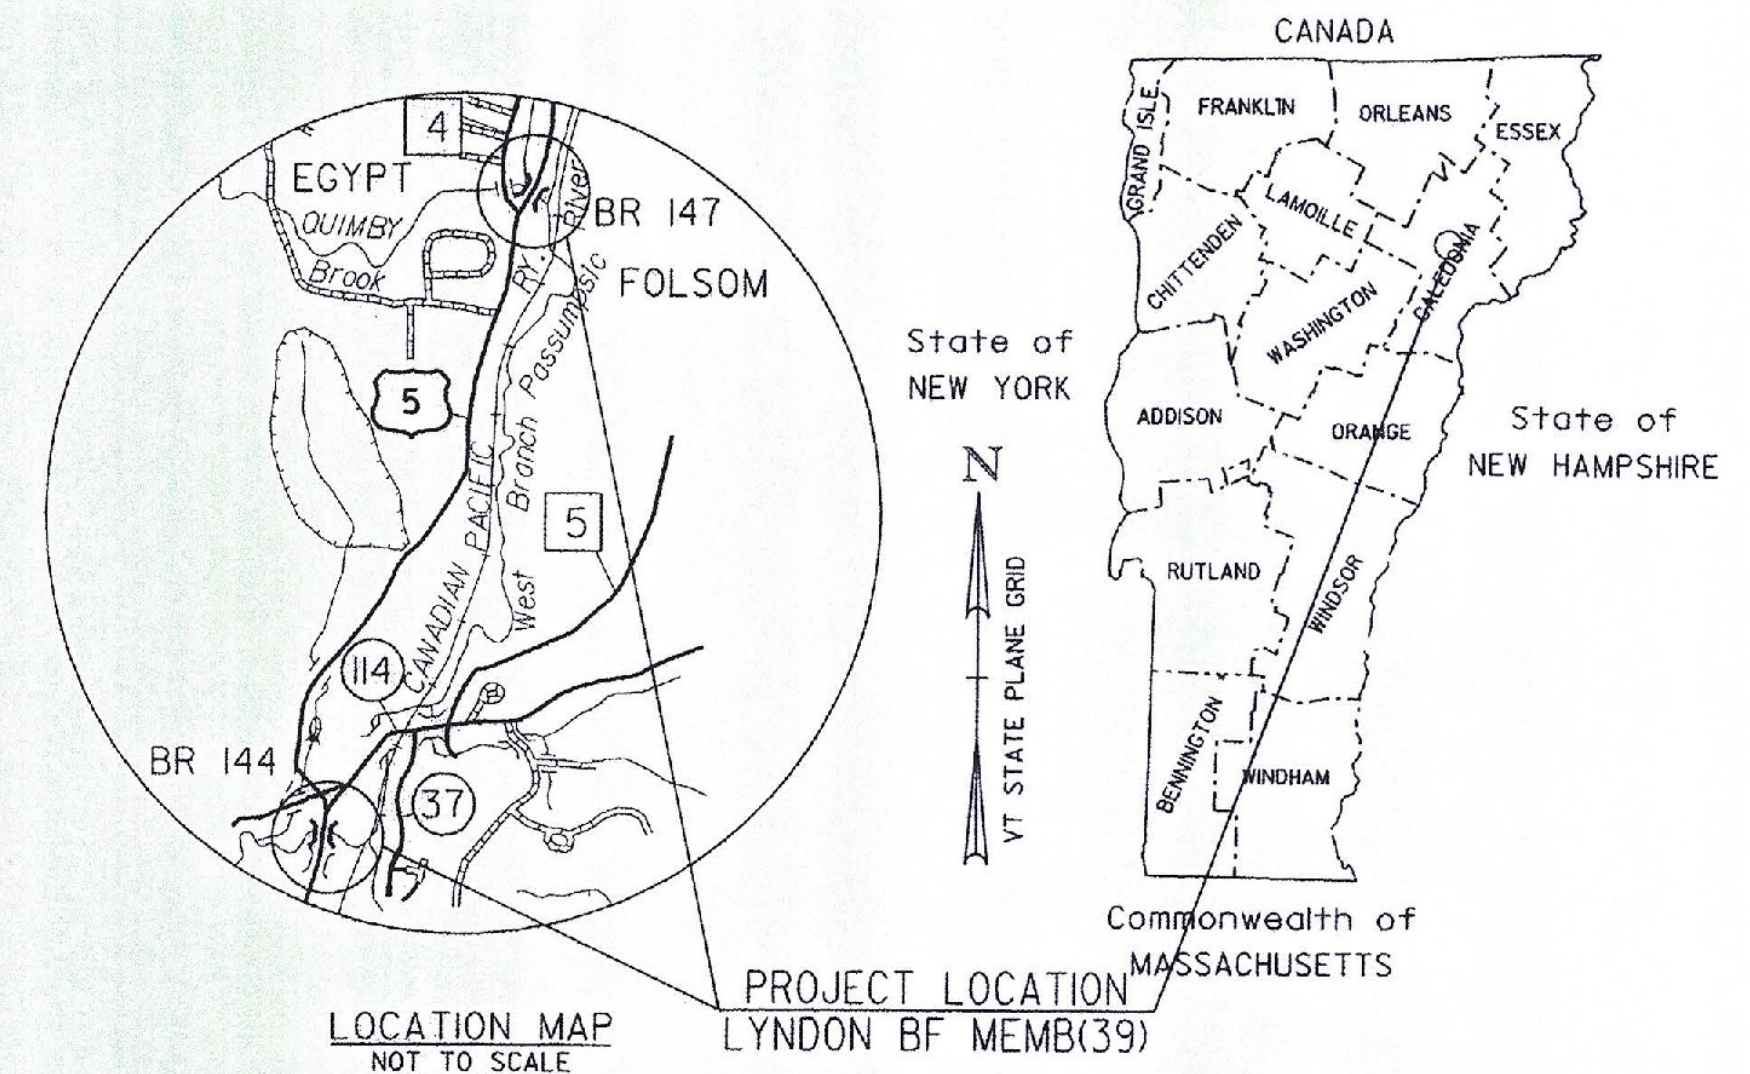 CANADA
GRAND ISLE
FRANKLIN
ORLEANS
ESSEX
LAMOILLE
CHITTENDEN
CALEDONIA
WASHINGTON
State of
NEW YORK
ADDISON
ORANGE
State of
NEW HAMPSHIRE
RUTLAND
WINDSOR
BENNINGTON
WINDHAM
Commonwealth of
MASSACHUSETTS
N
VT STATE PLANE GRID
4
EGYPT
QUIMBY
Brook
BR 147
FOLSOM
5
CANADIAN PACIFIC RY.
West Branch Passumpsic River
5
114
BR 144
37
PROJECT LOCATION
LYNDON BF MEMB(39)
LOCATION MAP
NOT TO SCALE